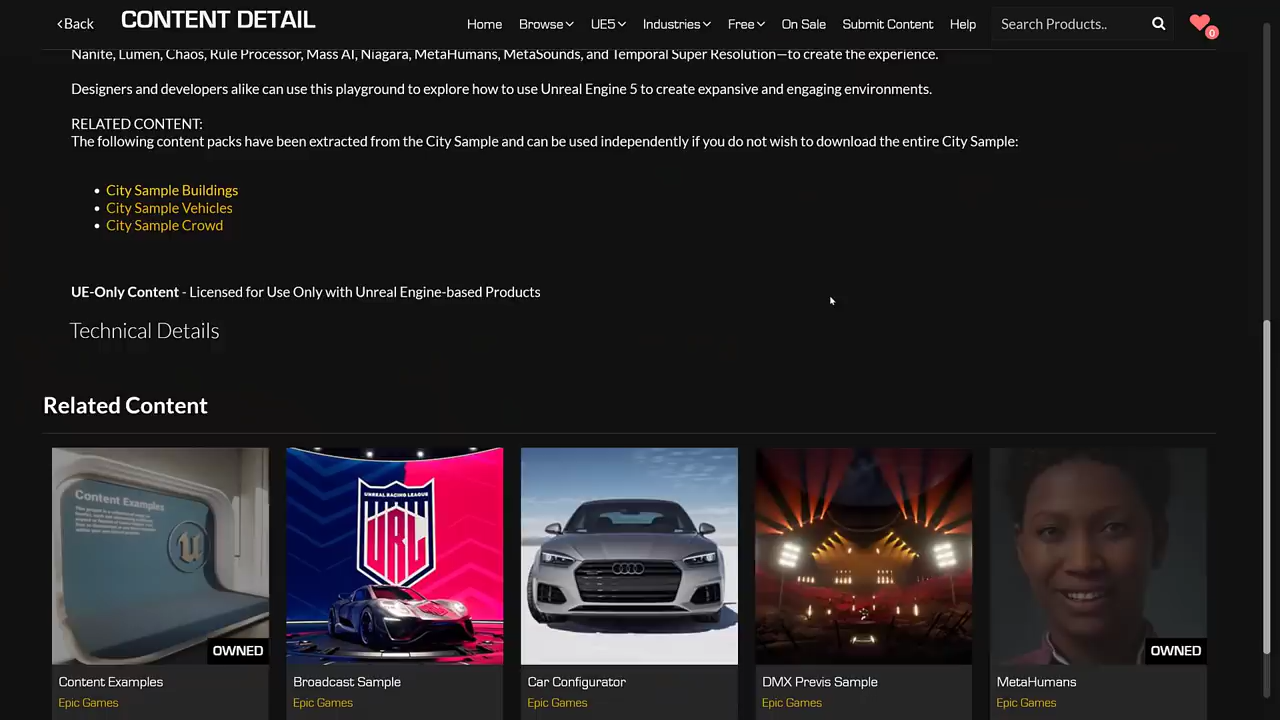 Back
CONTENT DETAIL
Home
Browse
UE5
Industries
Free
On Sale
Submit Content
Help
Search Products..
0
Nanite, Lumen, Chaos, Rule Processor, Mass AI, Niagara, MetaHumans, MetaSounds, and Temporal Super Resolution—to create the experience.
Designers and developers alike can use this playground to explore how to use Unreal Engine 5 to create expansive and engaging environments.
RELATED CONTENT:
The following content packs have been extracted from the City Sample and can be used independently if you do not wish to download the entire City Sample:
City Sample Buildings
City Sample Vehicles
City Sample Crowd
UE-Only Content - Licensed for Use Only with Unreal Engine-based Products
Technical Details
Related Content
Content Examples
OWNED
UNREAL RACING LEAGUE
URL
OWNED
Content Examples
Epic Games
Broadcast Sample
Epic Games
Car Configurator
Epic Games
DMX Previs Sample
Epic Games
MetaHumans
Epic Games